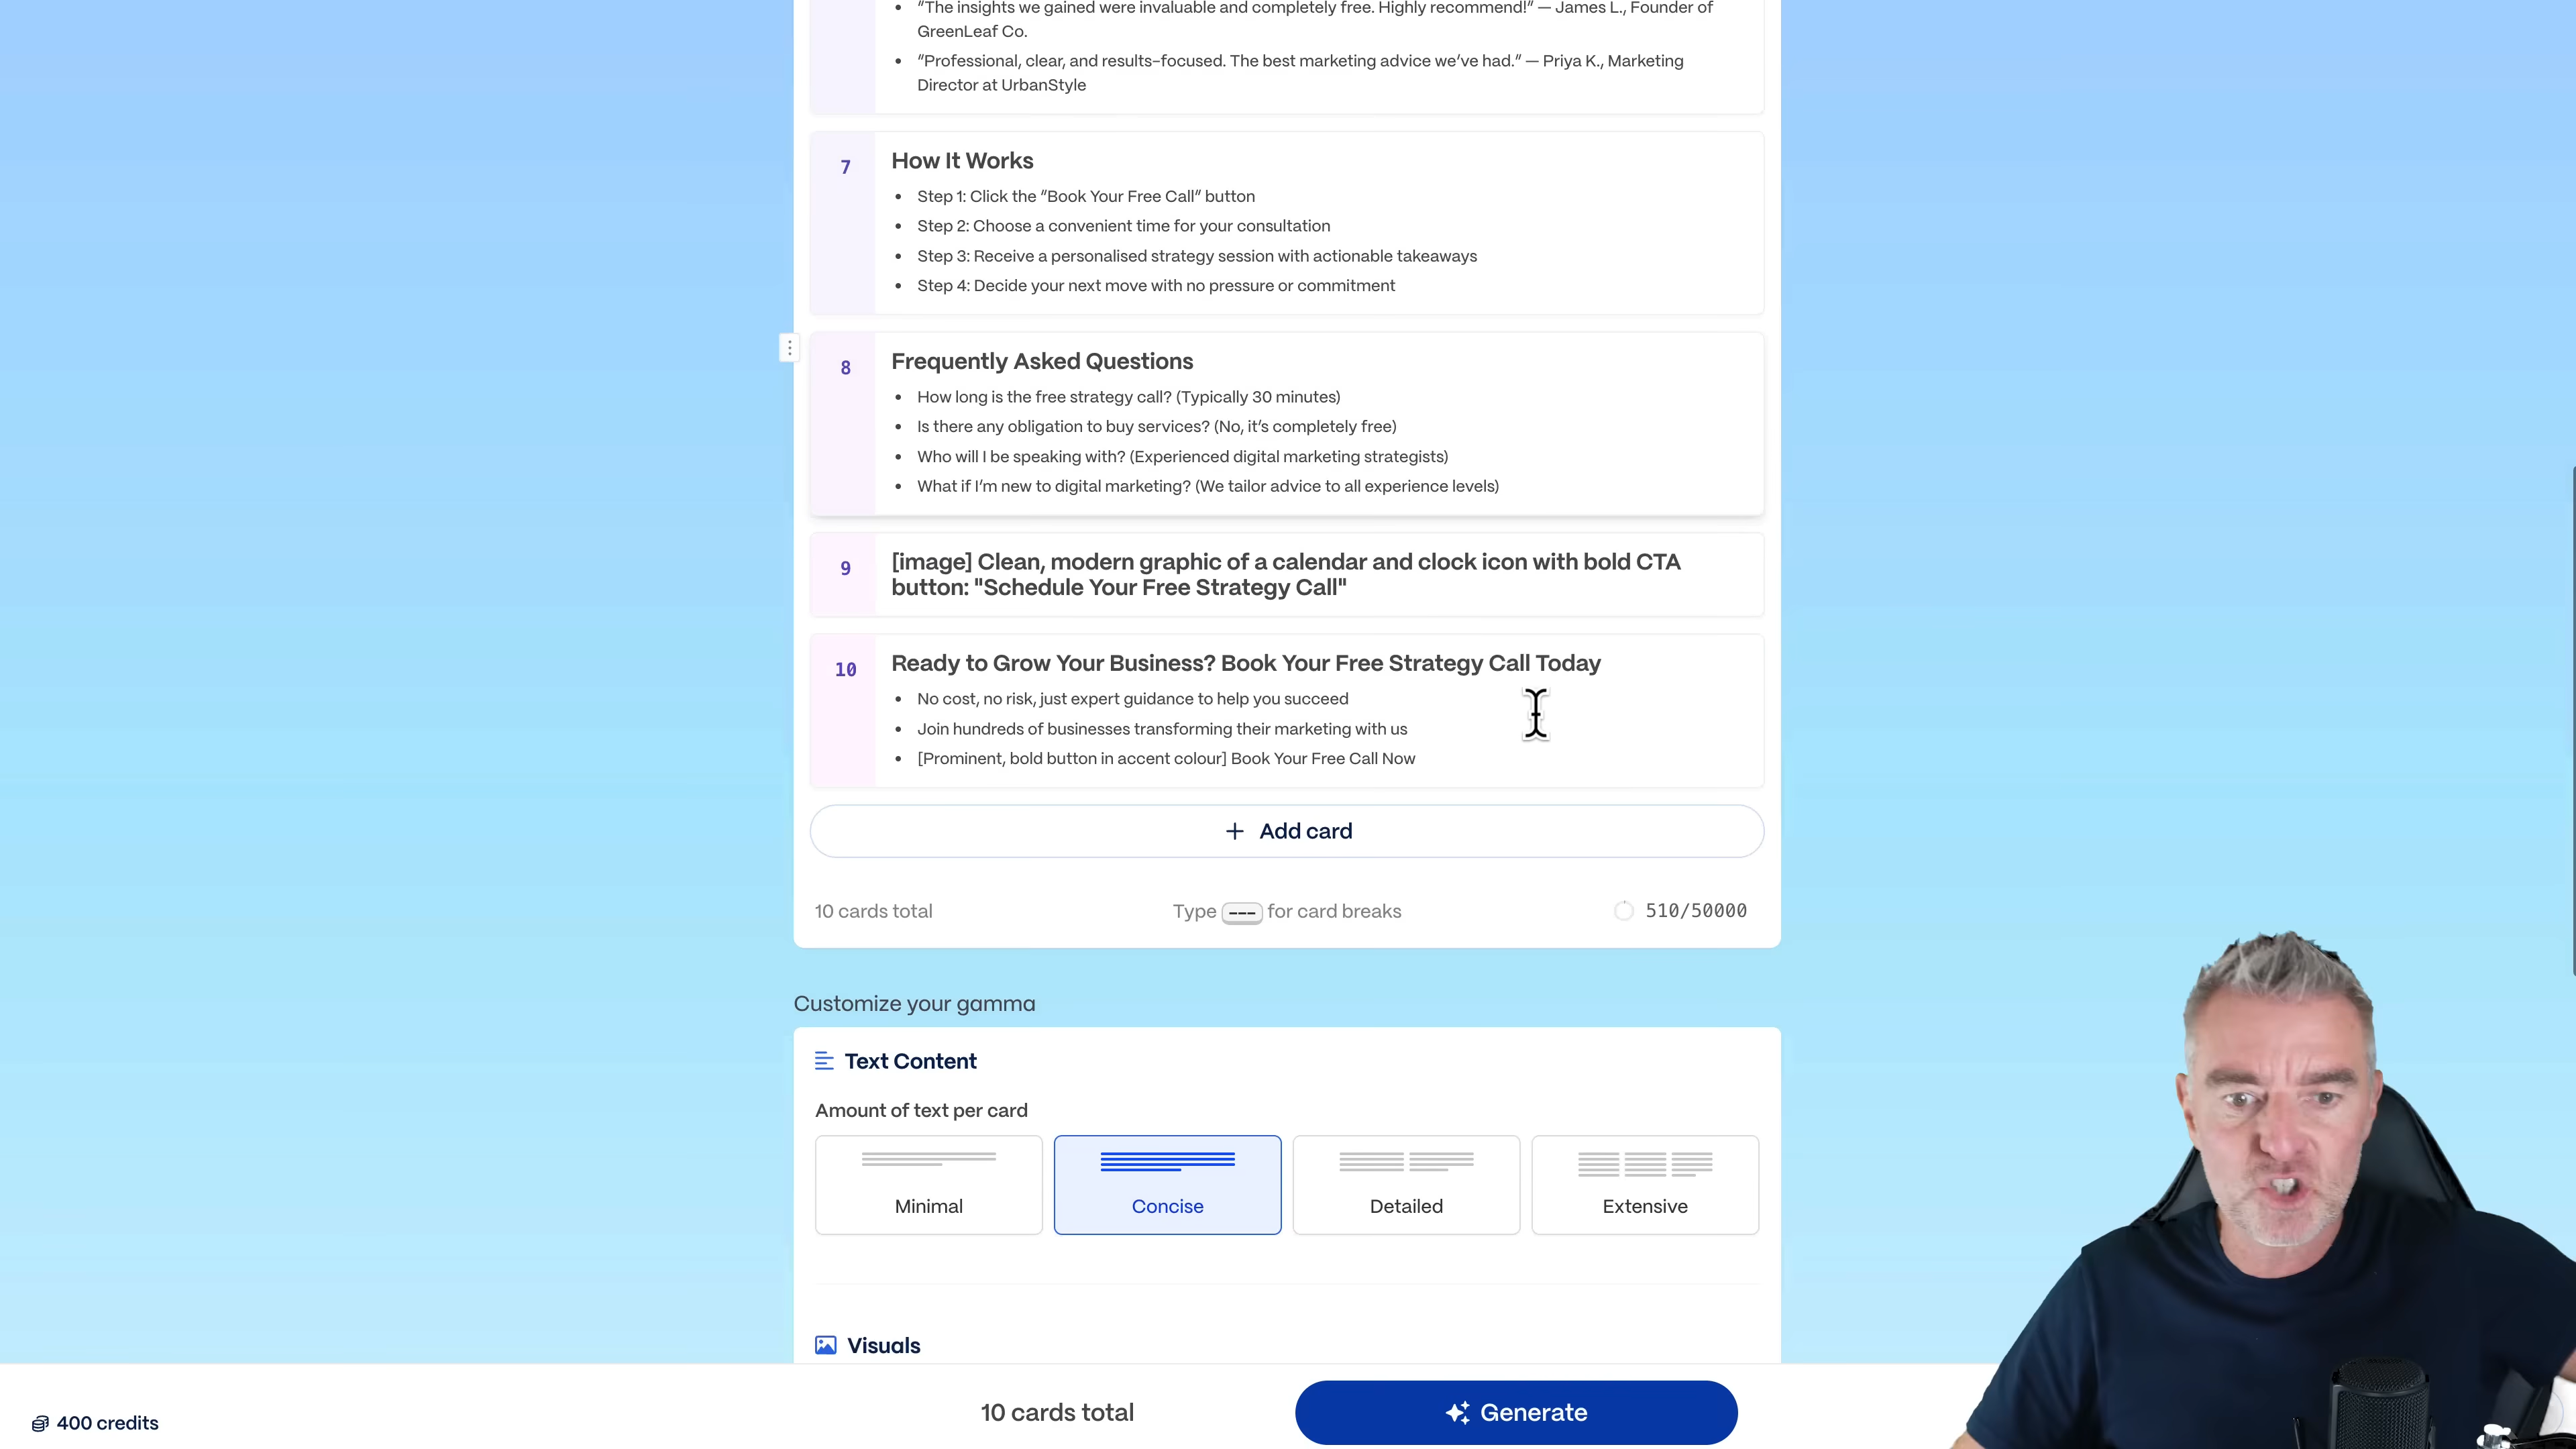 “The insights we gained were invaluable and completely free. Highly recommend!” — James L., Founder of
GreenLeaf Co.
“Professional, clear, and results-focused. The best marketing advice we’ve had.” — Priya K., Marketing
Director at UrbanStyle
7
How It Works
Step 1: Click the “Book Your Free Call” button
Step 2: Choose a convenient time for your consultation
Step 3: Receive a personalised strategy session with actionable takeaways
Step 4: Decide your next move with no pressure or commitment
8
Frequently Asked Questions
How long is the free strategy call? (Typically 30 minutes)
Is there any obligation to buy services? (No, it’s completely free)
Who will I be speaking with? (Experienced digital marketing strategists)
What if I’m new to digital marketing? (We tailor advice to all experience levels)
9
[image] Clean, modern graphic of a calendar and clock icon with bold CTA
button: "Schedule Your Free Strategy Call"
10
Ready to Grow Your Business? Book Your Free Strategy Call Today
No cost, no risk, just expert guidance to help you succeed
Join hundreds of businesses transforming their marketing with us
[Prominent, bold button in accent colour] Book Your Free Call Now
+ Add card
10 cards total
Type --- for card breaks
510/50000
Customize your gamma
Text Content
Amount of text per card
Minimal
Concise
Detailed
Extensive
Visuals
400 credits
10 cards total
Generate